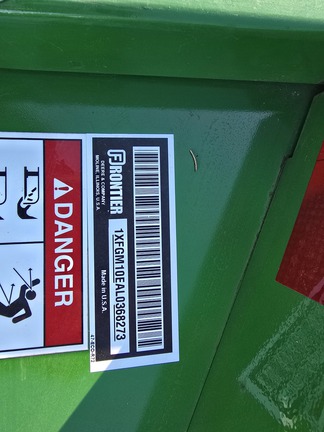 FRONTIER
DEERE & COMPANY
MOLINE, ILLINOIS U.S.A.
1XFGM10EAL0368273
Made in U.S.A.
DANGER